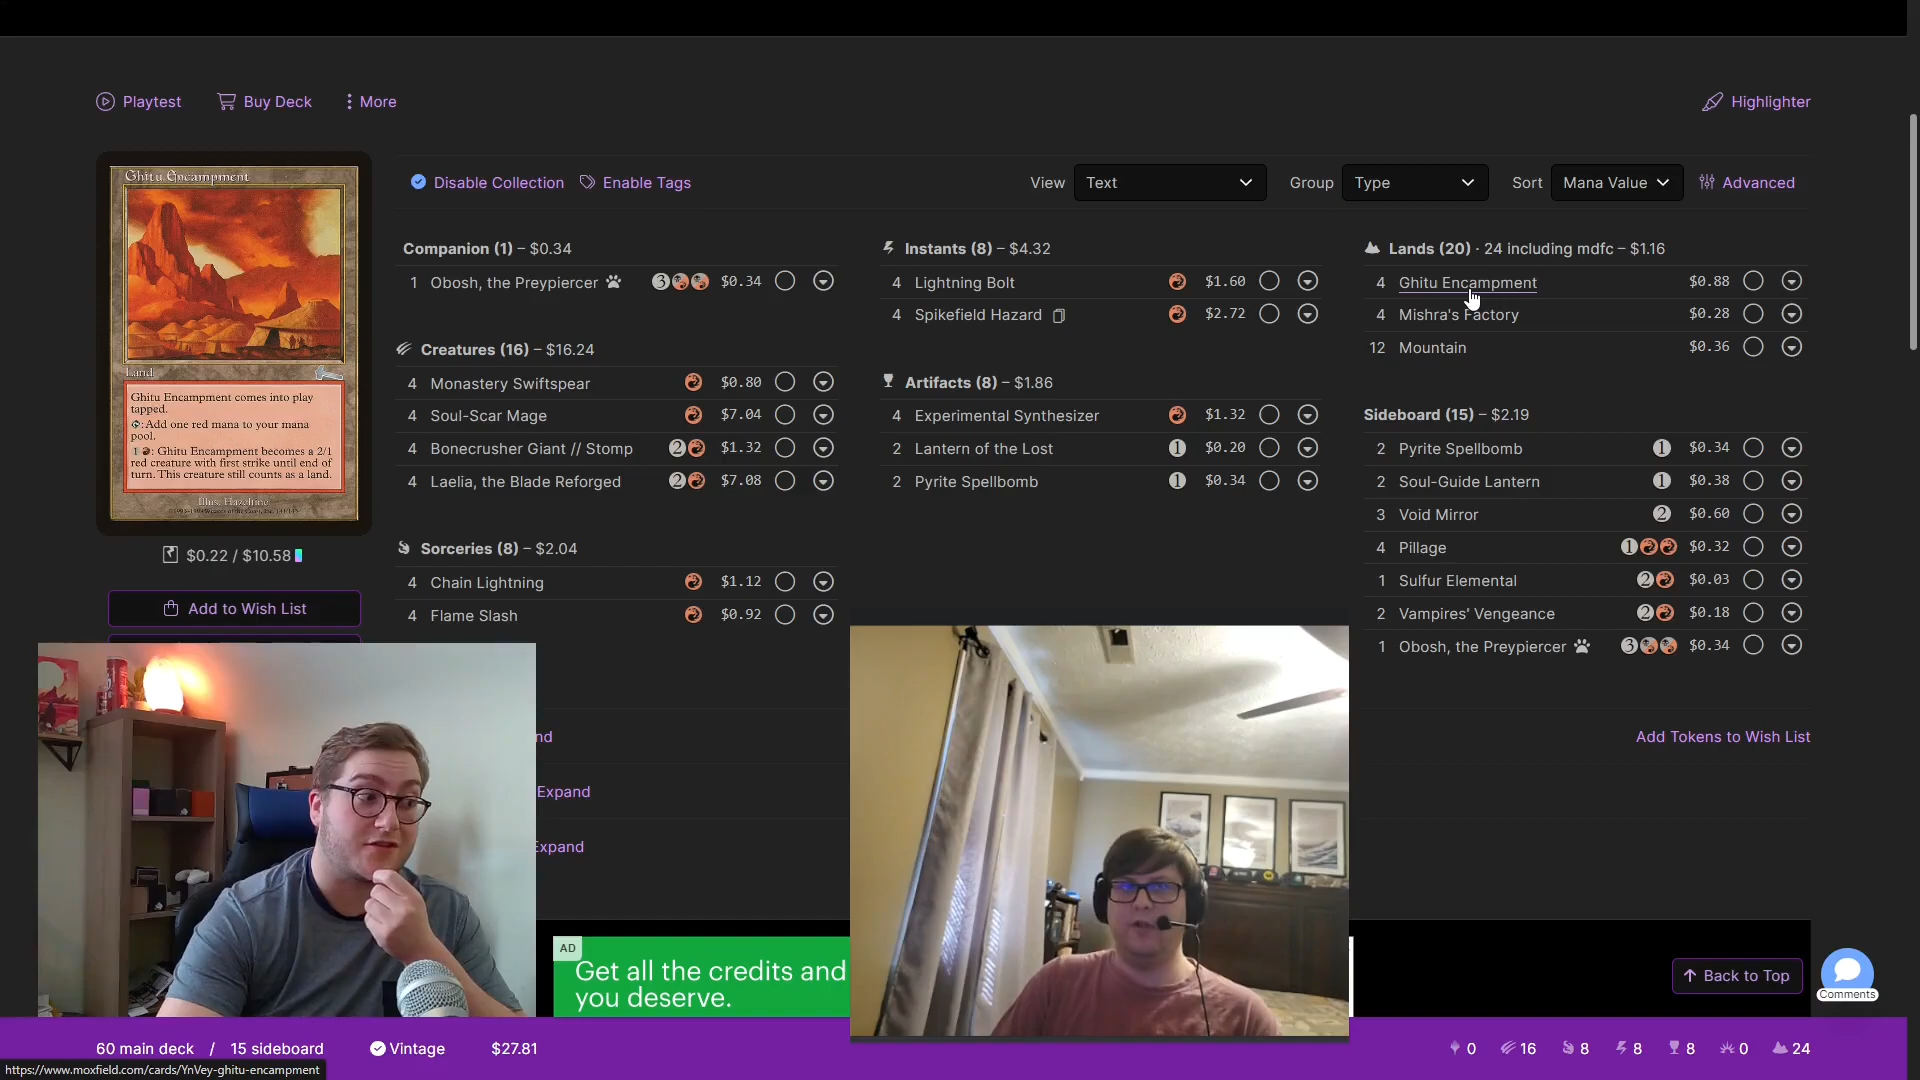 Playtest
Buy Deck
More
Highlighter
Ghitu Encampment
Land
Ghitu Encampment comes into play
tapped.
:Add one red mana to your mana
pool.
1 : Ghitu Encampment becomes a 2/1
red creature with first strike until end of
turn. This creature still counts as a land.
Illus. Hazeltine
$0.22 / $10.58
Add to Wish List
Disable Collection
Enable Tags
View
Text
Group
Type
Sort
Mana Value
Advanced
Companion (1) – $0.34
1 Obosh, the Preypiercer 3 $0.34
Creatures (16) – $16.24
4 Monastery Swiftspear $0.80
4 Soul-Scar Mage $7.04
4 Bonecrusher Giant // Stomp 2 $1.32
4 Laelia, the Blade Reforged 2 $7.08
Sorceries (8) – $2.04
4 Chain Lightning $1.12
4 Flame Slash $0.92
Instants (8) – $4.32
4 Lightning Bolt $1.60
4 Spikefield Hazard $2.72
Artifacts (8) – $1.86
4 Experimental Synthesizer $1.32
2 Lantern of the Lost 1 $0.20
2 Pyrite Spellbomb 1 $0.34
Lands (20) · 24 including mdfc – $1.16
4 Ghitu Encampment $0.88
4 Mishra's Factory $0.28
12 Mountain $0.36
Sideboard (15) – $2.19
2 Pyrite Spellbomb 1 $0.34
2 Soul-Guide Lantern 1 $0.38
3 Void Mirror 2 $0.60
4 Pillage 1 $0.32
1 Sulfur Elemental 2 $0.03
2 Vampires' Vengeance 2 $0.18
1 Obosh, the Preypiercer 3 $0.34
nd
Expand
Expand
Add Tokens to Wish List
AD
Get all the credits and
you deserve.
Back to Top
Comments
60 main deck / 15 sideboard
Vintage
$27.81
0 16 8 8 8 0 24
https://www.moxfield.com/cards/YnVey-ghitu-encampment